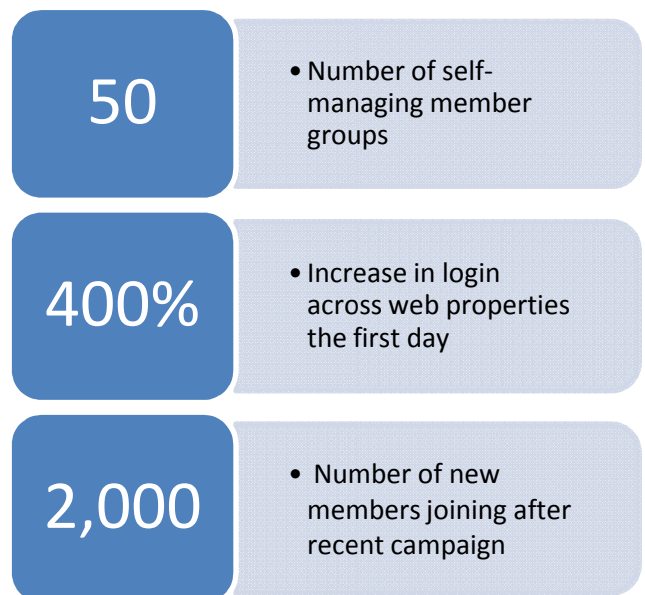 50
• Number of self-
managing member
groups
400%
• Increase in login
across web properties
the first day
2,000
• Number of new
members joining after
recent campaign